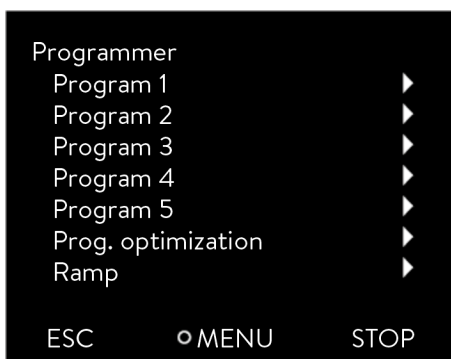 Programmer
Program 1
Program 2
Program 3
Program 4
Program 5
Prog. optimization
Ramp
ESC MENU STOP